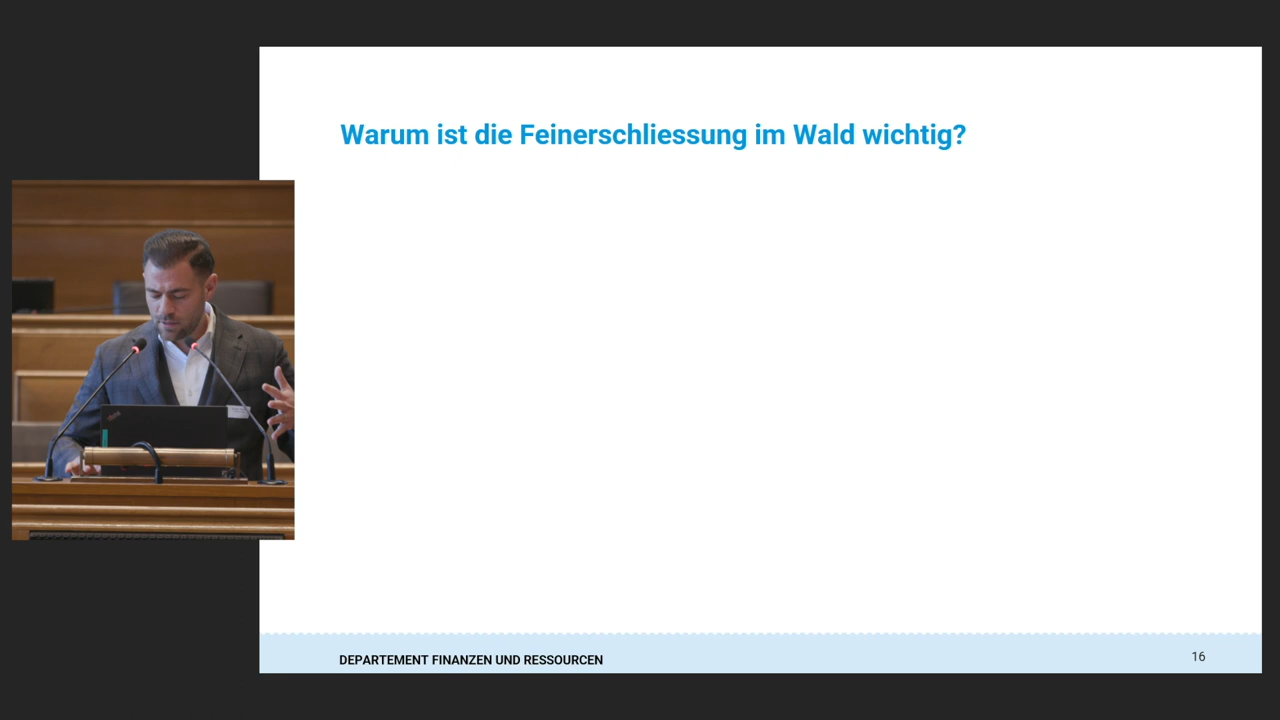 Warum ist die Feinerschliessung im Wald wichtig?
DEPARTEMENT FINANZEN UND RESSOURCEN
16